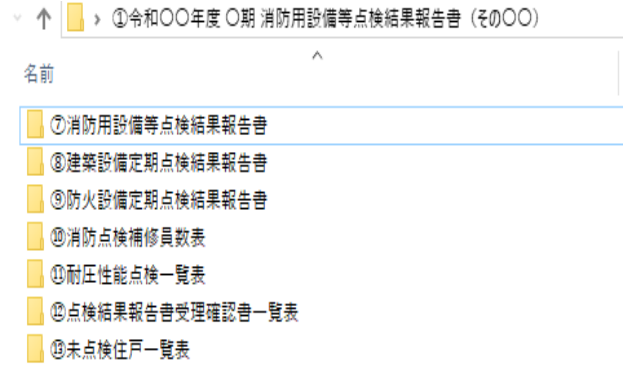 ①令和〇〇年度 〇期 消防用設備等点検結果報告書（その〇〇）
名前
⑦消防用設備等点検結果報告書
⑧建築設備定期点検結果報告書
⑨防火設備定期点検結果報告書
⑩消防点検補修員数表
⑪耐圧性能点検一覧表
⑫点検結果報告書受理確認書一覧表
⑬未点検住戸一覧表